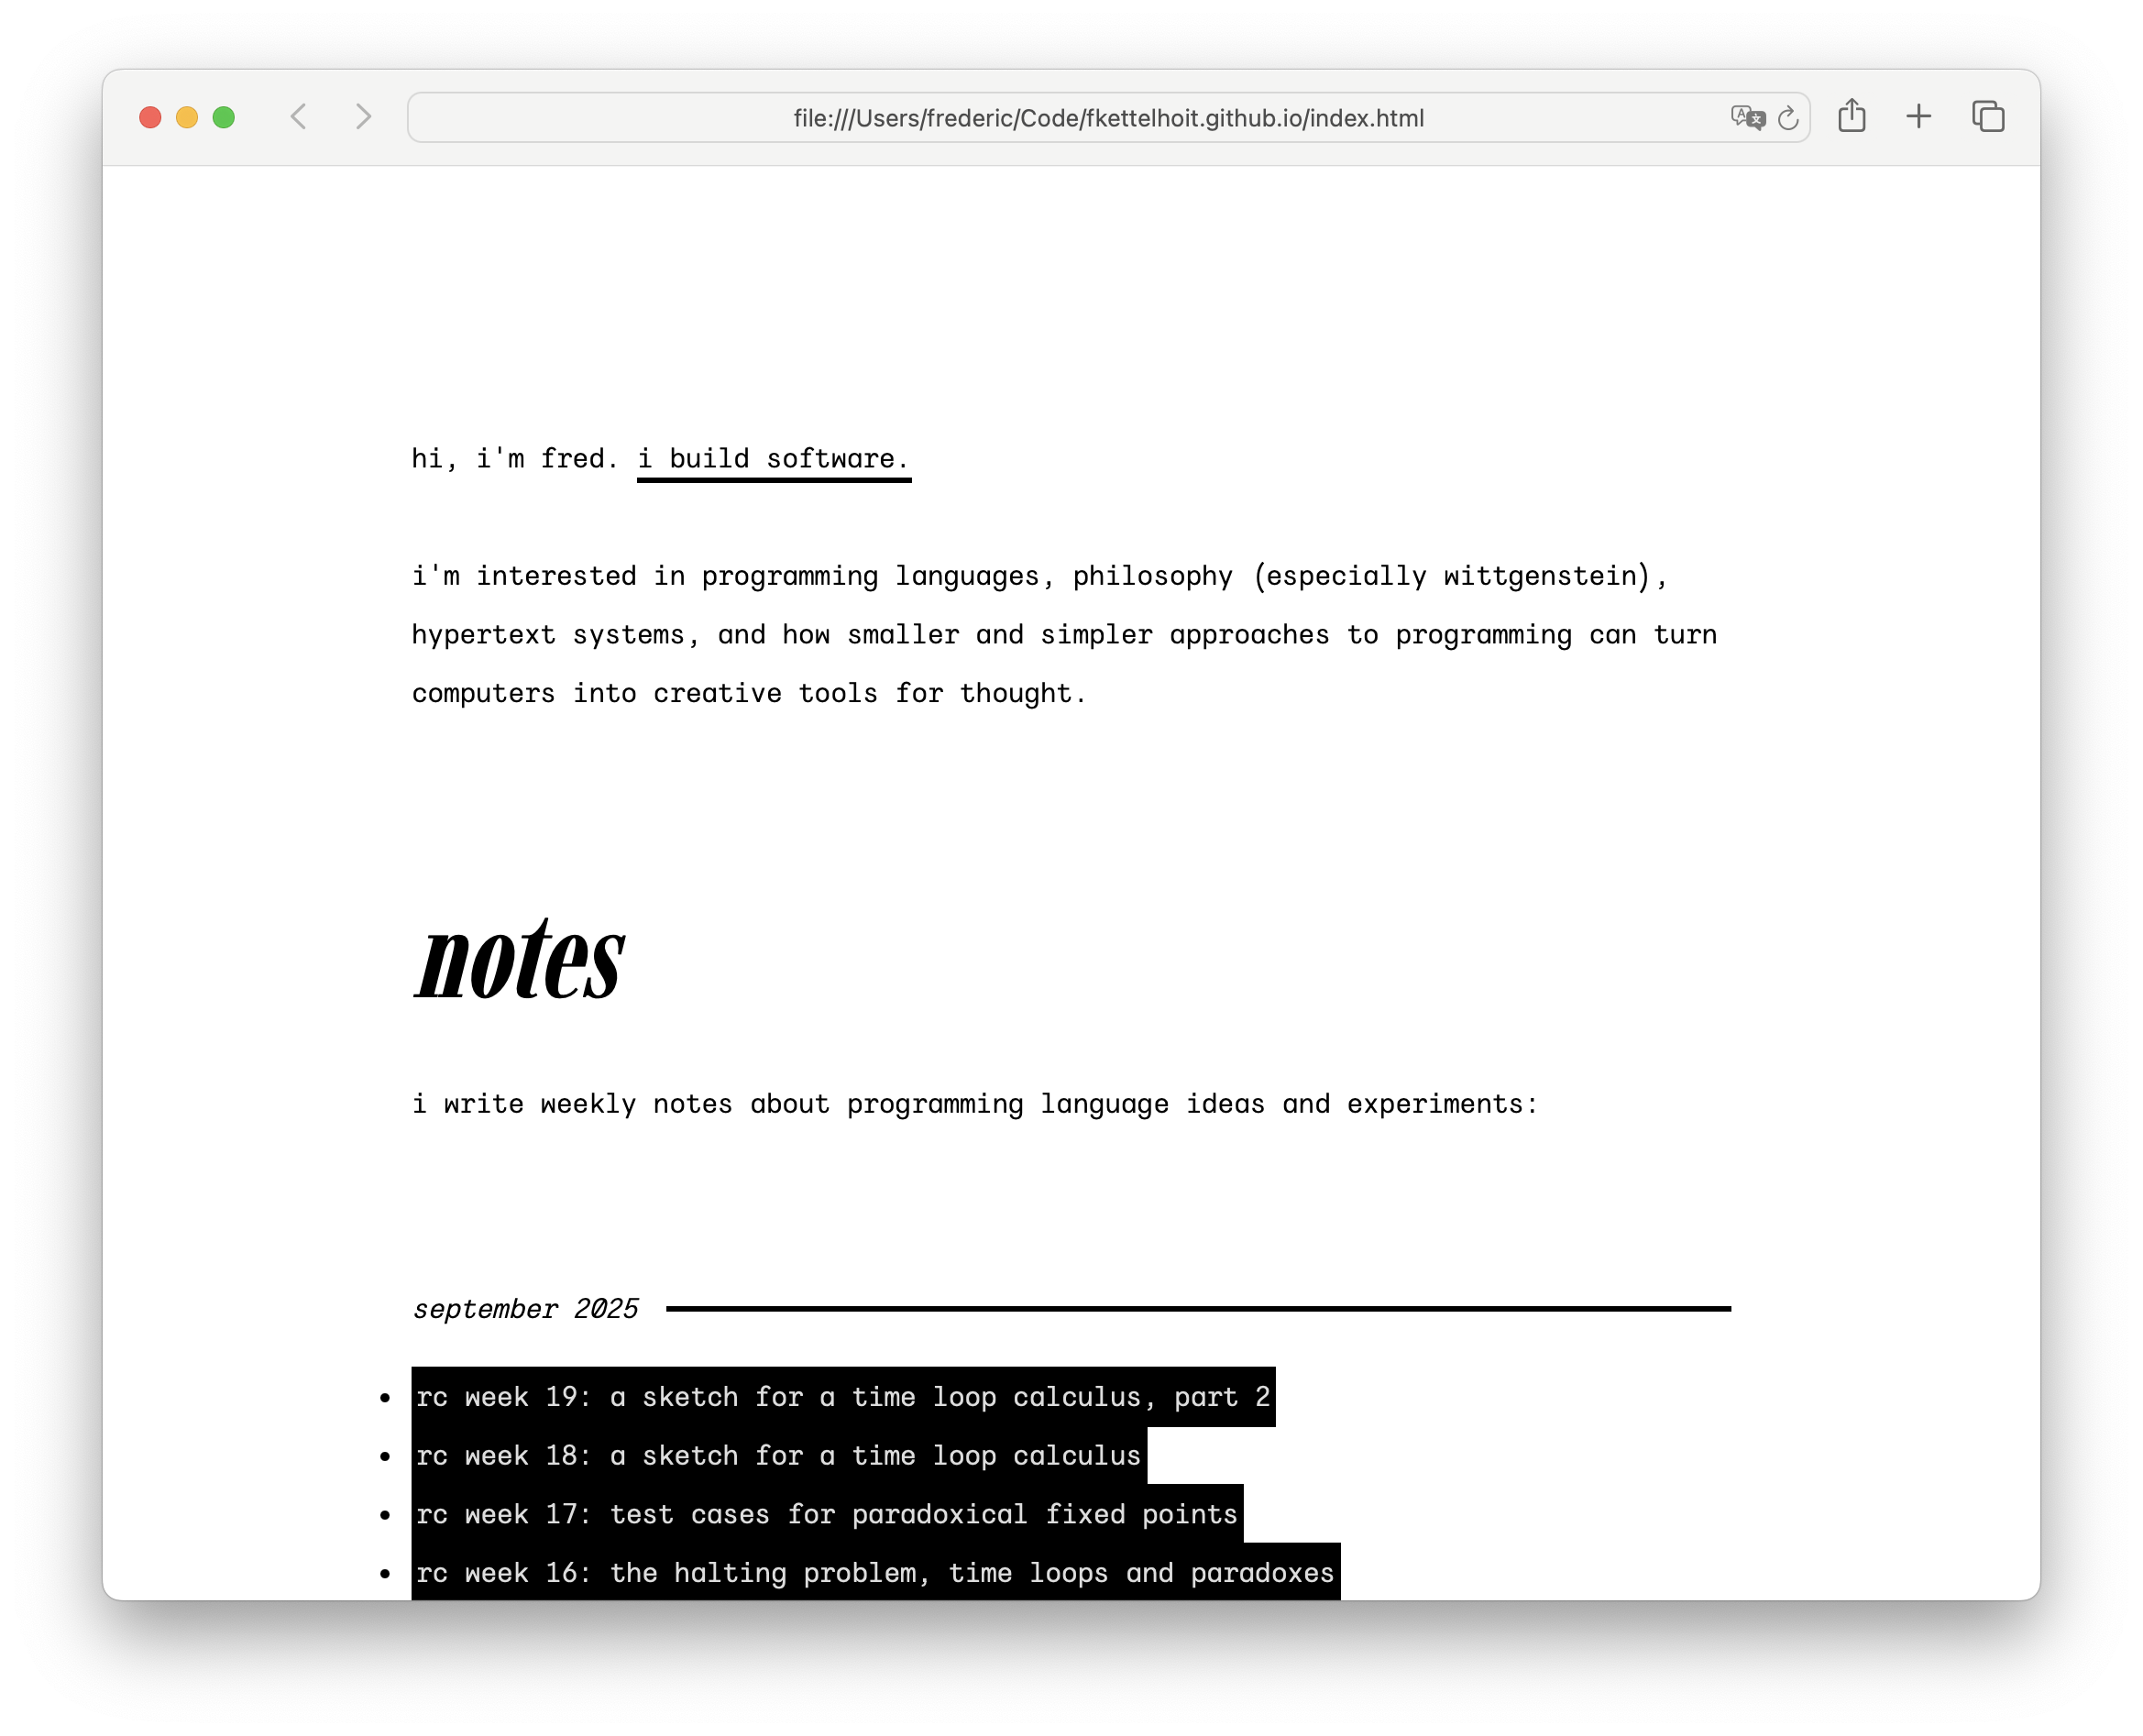 file:///Users/frederic/Code/fkettelhoit.github.io/index.html
hi, i'm fred. i build software.
i'm interested in programming languages, philosophy (especially wittgenstein),
hypertext systems, and how smaller and simpler approaches to programming can turn
computers into creative tools for thought.
notes
i write weekly notes about programming language ideas and experiments:
september 2025
• rc week 19: a sketch for a time loop calculus, part 2
• rc week 18: a sketch for a time loop calculus
• rc week 17: test cases for paradoxical fixed points
• rc week 16: the halting problem, time loops and paradoxes